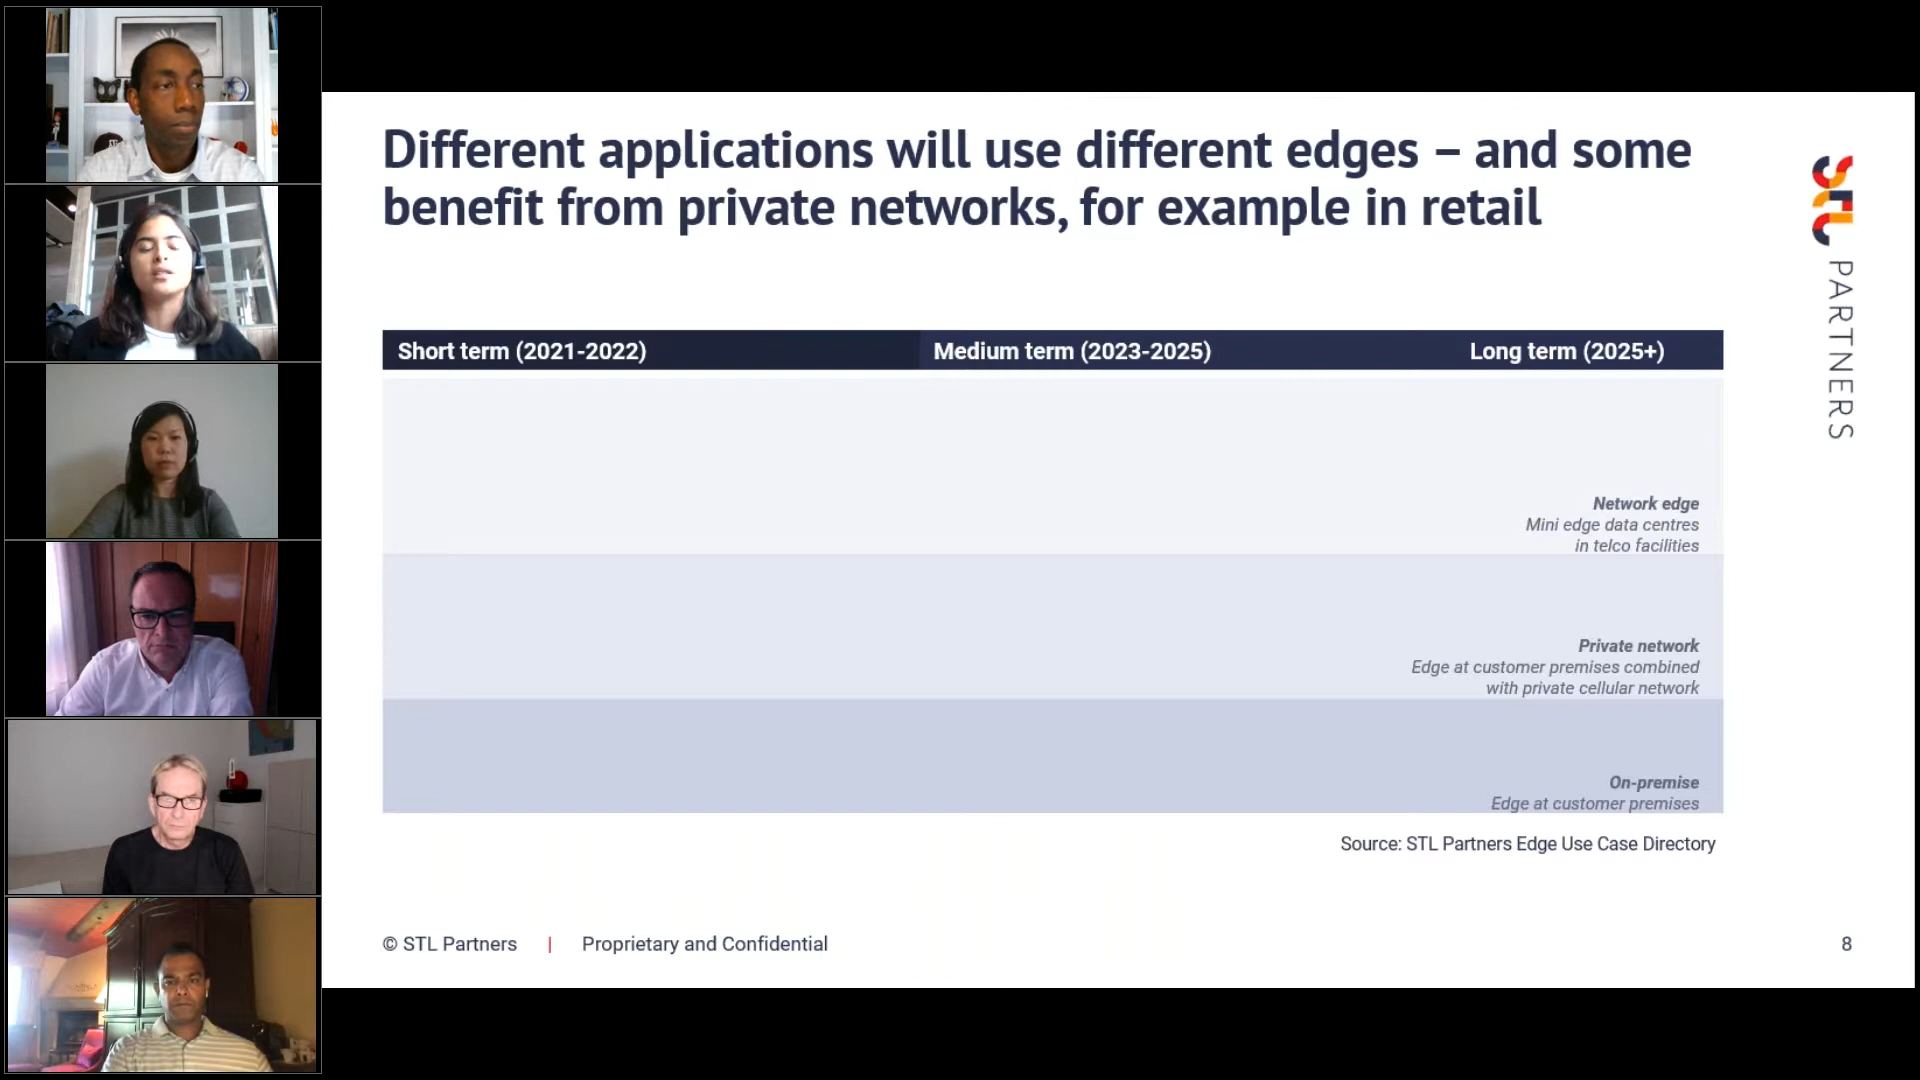 Different applications will use different edges – and some
benefit from private networks, for example in retail
STL PARTNERS
Short term (2021-2022)
Medium term (2023-2025)
Long term (2025+)
Network edge
Mini edge data centres
in telco facilities
Private network
Edge at customer premises combined
with private cellular network
On-premise
Edge at customer premises
Source: STL Partners Edge Use Case Directory
© STL Partners | Proprietary and Confidential
8